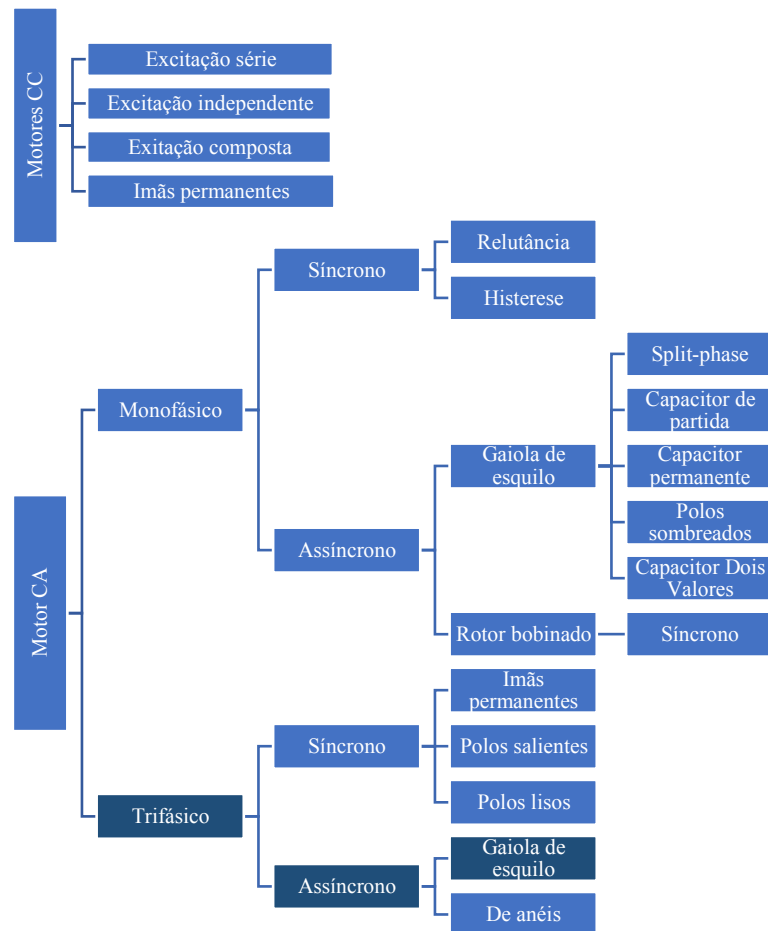 Motores CC
Excitação série
Excitação independente
Exitação composta
Imãs permanentes
Motor CA
Monofásico
Síncrono
Relutância
Histerese
Assíncrono
Gaiola de
esquilo
Split-phase
Capacitor de
partida
Capacitor
permanente
Polos
sombreados
Capacitor Dois
Valores
Rotor bobinado
Síncrono
Trifásico
Síncrono
Imãs
permanentes
Polos salientes
Polos lisos
Assíncrono
Gaiola de
esquilo
De anéis